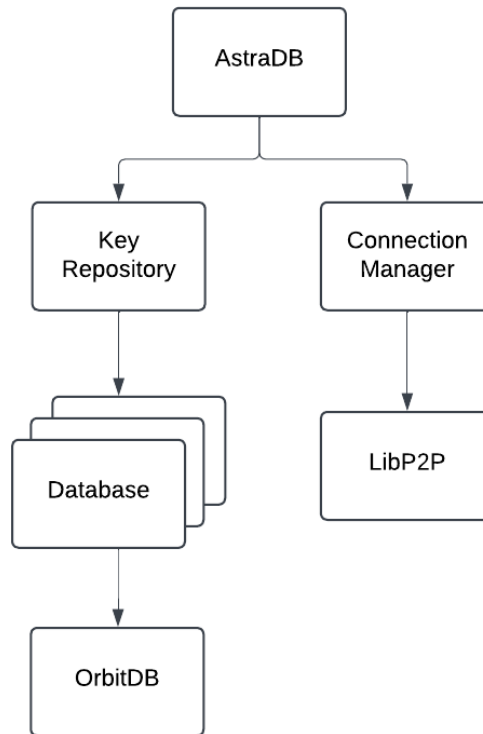 AstraDB
Key
Repository
Connection
Manager
Database
LibP2P
OrbitDB